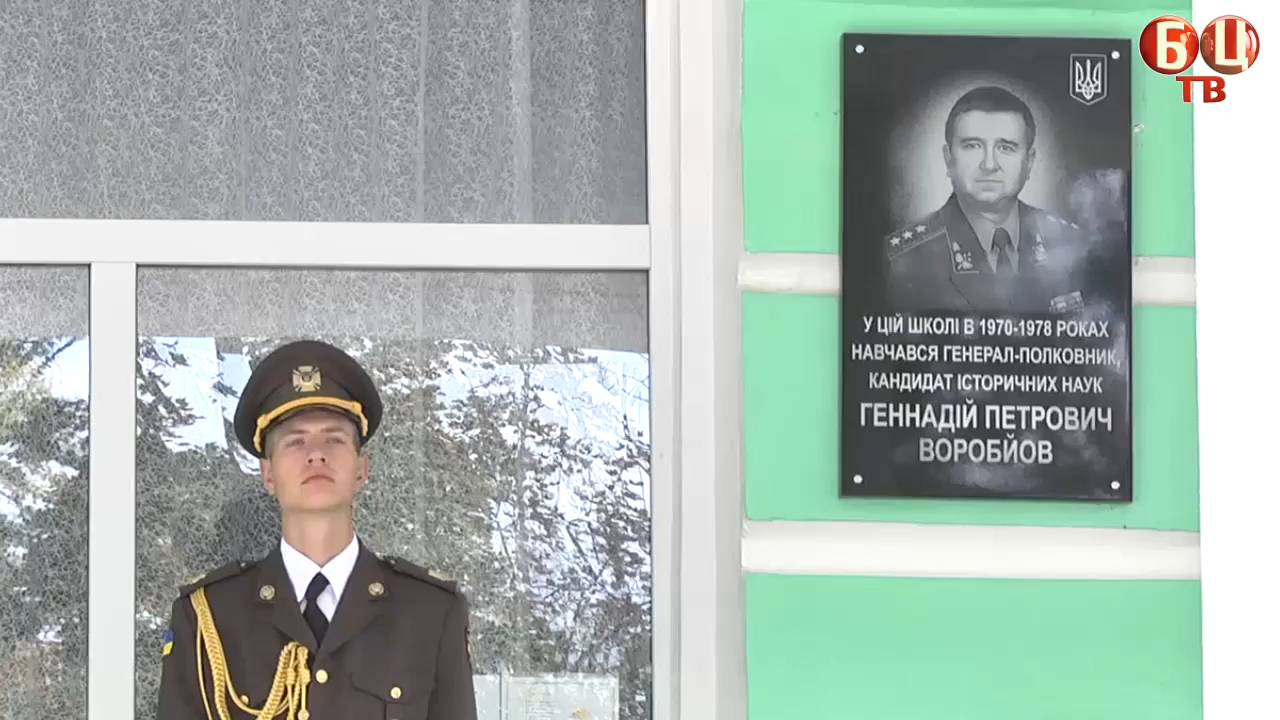 БЦ
ТВ
У ЦІЙ ШКОЛІ В 1970-1978 РОКАХ
НАВЧАВСЯ ГЕНЕРАЛ-ПОЛКОВНИК,
КАНДИДАТ ІСТОРИЧНИХ НАУК
ГЕННАДІЙ ПЕТРОВИЧ
ВОРОБЙОВ